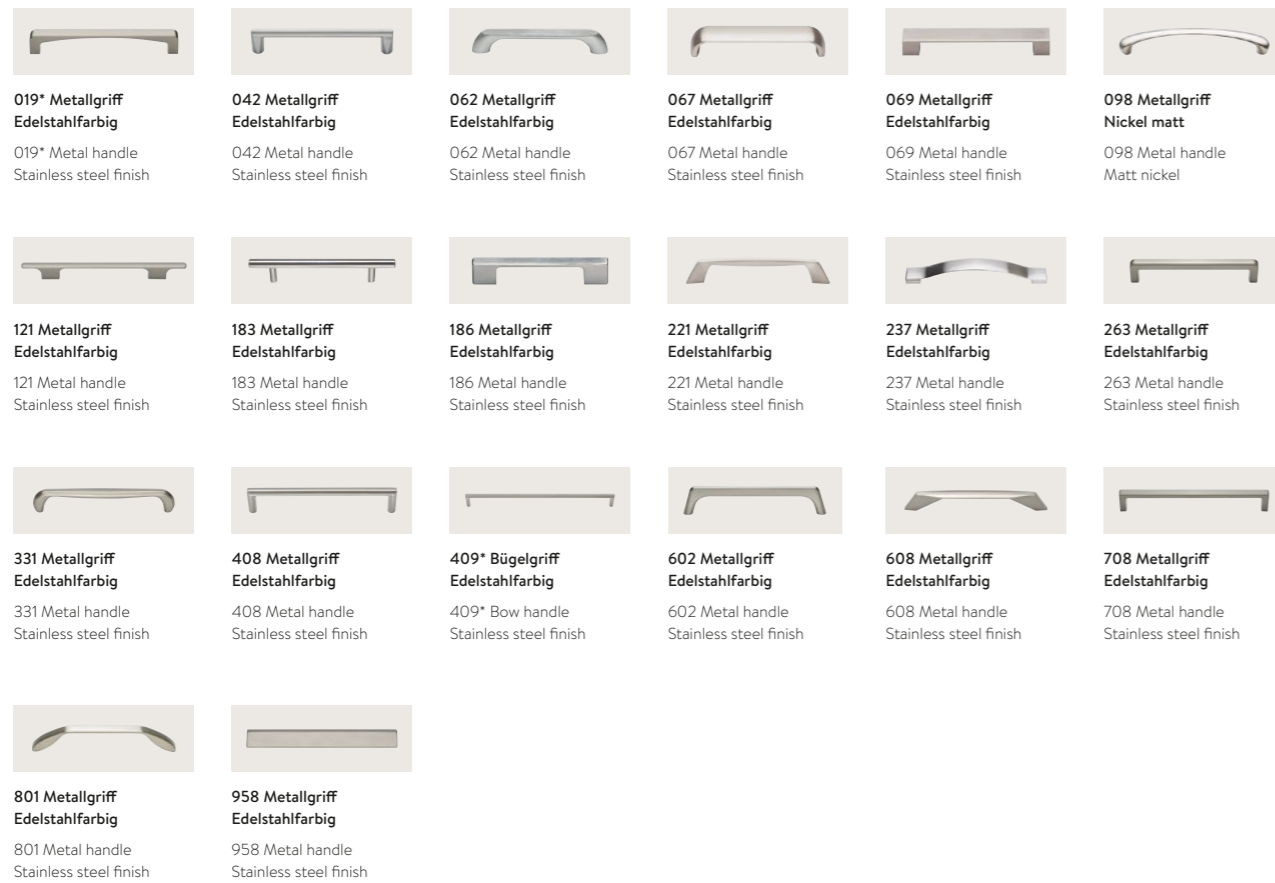 019* Metallgriff
Edelstahlfarbig
019* Metal handle
Stainless steel finish
042 Metallgriff
Edelstahlfarbig
042 Metal handle
Stainless steel finish
062 Metallgriff
Edelstahlfarbig
062 Metal handle
Stainless steel finish
067 Metallgriff
Edelstahlfarbig
067 Metal handle
Stainless steel finish
069 Metallgriff
Edelstahlfarbig
069 Metal handle
Stainless steel finish
098 Metallgriff
Nickel matt
098 Metal handle
Matt nickel
121 Metallgriff
Edelstahlfarbig
121 Metal handle
Stainless steel finish
183 Metallgriff
Edelstahlfarbig
183 Metal handle
Stainless steel finish
186 Metallgriff
Edelstahlfarbig
186 Metal handle
Stainless steel finish
221 Metallgriff
Edelstahlfarbig
221 Metal handle
Stainless steel finish
237 Metallgriff
Edelstahlfarbig
237 Metal handle
Stainless steel finish
263 Metallgriff
Edelstahlfarbig
263 Metal handle
Stainless steel finish
331 Metallgriff
Edelstahlfarbig
331 Metal handle
Stainless steel finish
408 Metallgriff
Edelstahlfarbig
408 Metal handle
Stainless steel finish
409* Bügelgriff
Edelstahlfarbig
409* Bow handle
Stainless steel finish
602 Metallgriff
Edelstahlfarbig
602 Metal handle
Stainless steel finish
608 Metallgriff
Edelstahlfarbig
608 Metal handle
Stainless steel finish
708 Metallgriff
Edelstahlfarbig
708 Metal handle
Stainless steel finish
801 Metallgriff
Edelstahlfarbig
801 Metal handle
Stainless steel finish
958 Metallgriff
Edelstahlfarbig
958 Metal handle
Stainless steel finish